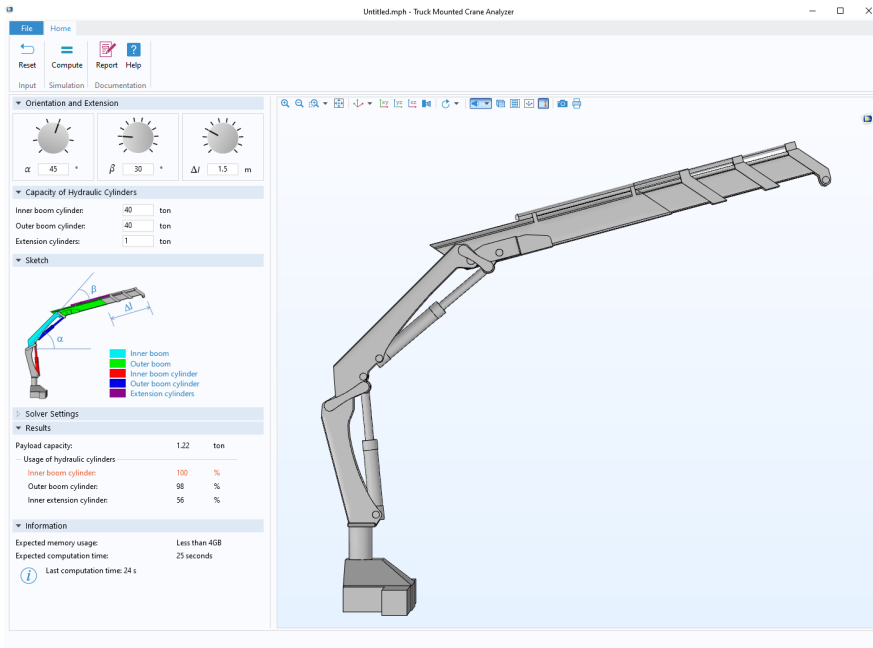 Untitled.mph - Truck Mounted Crane Analyzer
File Home
Reset Compute Report Help
Input Simulation Documentation
Orientation and Extension
α 45 ° β 30 ° Δl 1.5 m
Capacity of Hydraulic Cylinders
Inner boom cylinder: 40 ton
Outer boom cylinder: 40 ton
Extension cylinders: 1 ton
Sketch
β
Δl
α
Inner boom
Outer boom
Inner boom cylinder
Outer boom cylinder
Extension cylinders
Solver Settings
Results
Payload capacity: 1.22 ton
Usage of hydraulic cylinders
Inner boom cylinder: 100 %
Outer boom cylinder: 98 %
Inner extension cylinder: 56 %
Information
Expected memory usage: Less than 4GB
Expected computation time: 25 seconds
Last computation time: 24 s